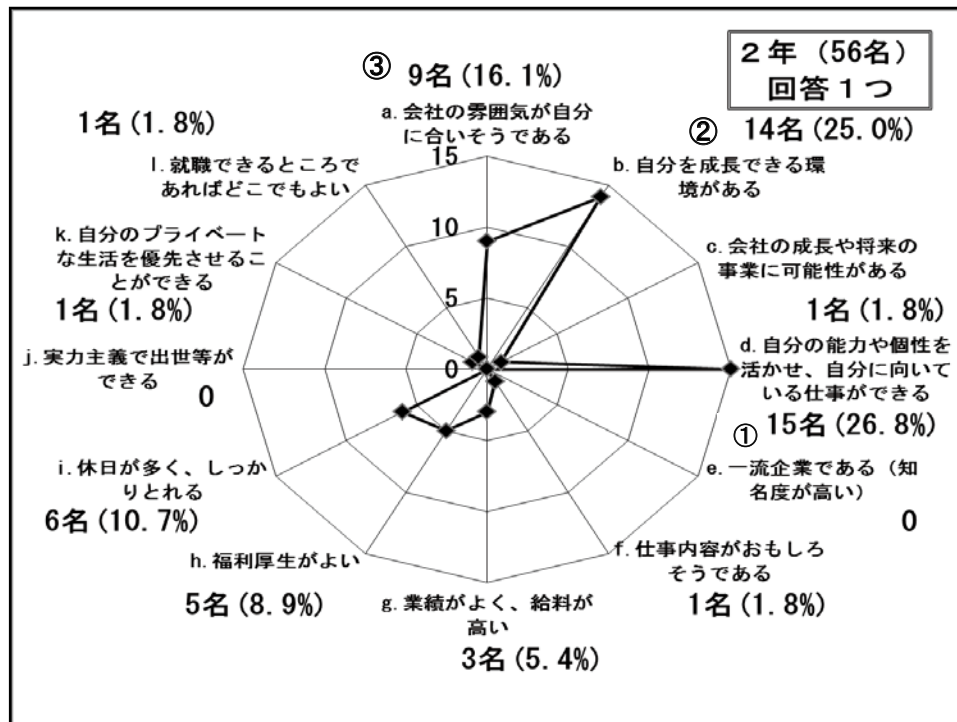 ２年（56名）
回答１つ
③ 9名(16.1%)
a. 会社の雰囲気が自分
に合いそうである
② 14名(25.0%)
b. 自分を成長できる環
境がある
c. 会社の成長や将来の
事業に可能性がある
1名(1.8%)
d. 自分の能力や個性を
活かせ、自分に向いて
いる仕事ができる
① 15名(26.8%)
e. 一流企業である（知
名度が高い）
0
f. 仕事内容がおもしろ
そうである
1名(1.8%)
g. 業績がよく、給料が
高い
3名(5.4%)
h. 福利厚生がよい
5名(8.9%)
i. 休日が多く、しっか
りとれる
6名(10.7%)
j. 実力主義で出世等が
できる
0
k. 自分のプライベート
な生活を優先させるこ
とができる
1名(1.8%)
1名(1.8%)
l. 就職できるところで
あればどこでもよい
15
10
5
0